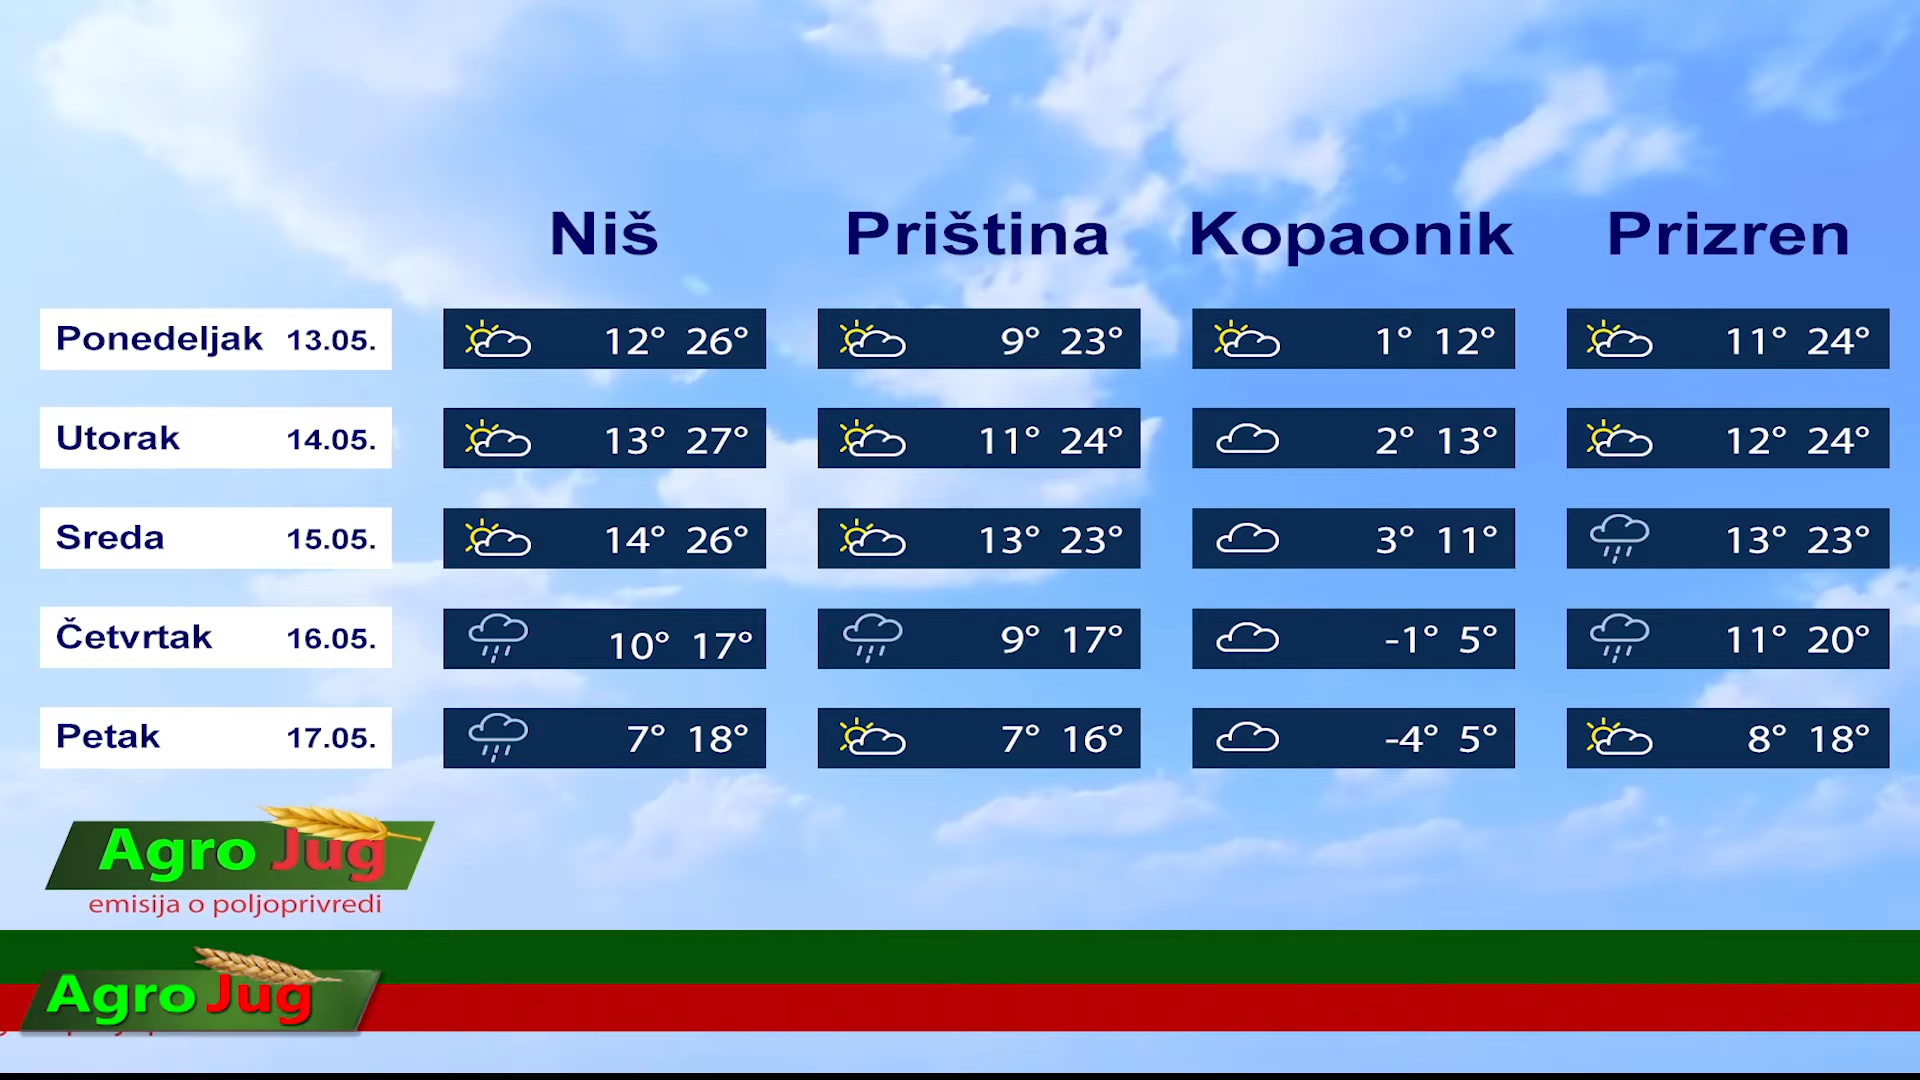 Niš Priština Kopaonik Prizren
Ponedeljak 13.05. 12° 26° 9° 23° 1° 12° 11° 24°
Utorak 14.05. 13° 27° 11° 24° 2° 13° 12° 24°
Sreda 15.05. 14° 26° 13° 23° 3° 11° 13° 23°
Četvrtak 16.05. 10° 17° 9° 17° -1° 5° 11° 20°
Petak 17.05. 7° 18° 7° 16° -4° 5° 8° 18°
Agro Jug
emisija o poljoprivredi
Agro Jug